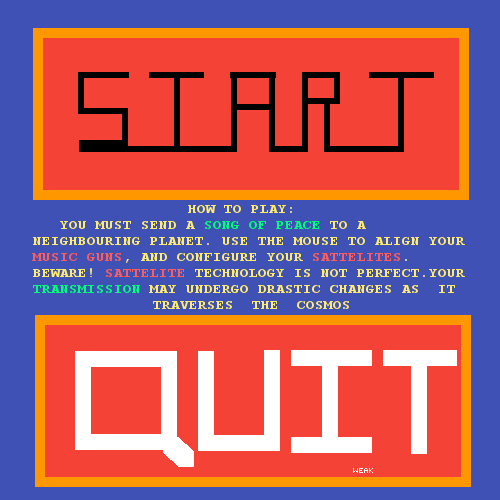 START
HOW TO PLAY:
YOU MUST SEND A SONG OF PEACE TO A
NEIGHBOURING PLANET. USE THE MOUSE TO ALIGN YOUR
MUSIC GUNS, AND CONFIGURE YOUR SATTELITES.
BEWARE! SATTELITE TECHNOLOGY IS NOT PERFECT.YOUR
TRANSMISSION MAY UNDERGO DRASTIC CHANGES AS IT
TRAVERSES THE COSMOS
QUIT
WEAK